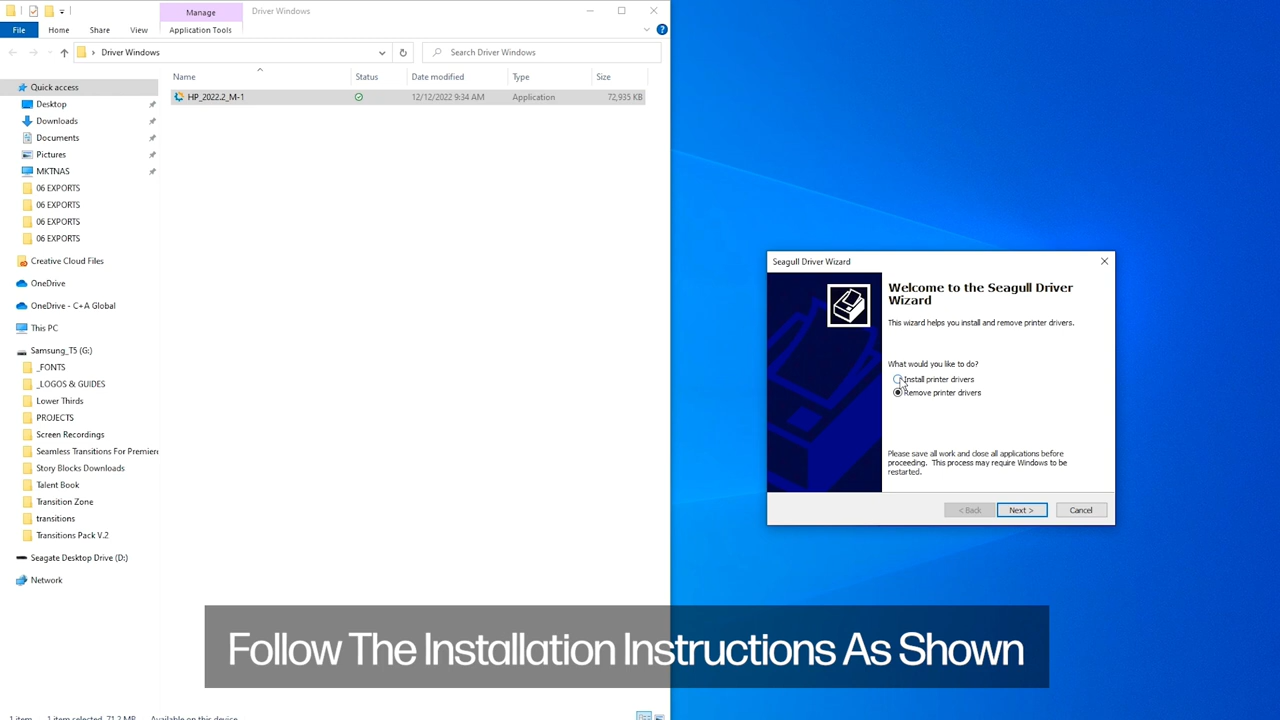 Manage
Driver Windows
File
Home
Share
View
Application Tools
Driver Windows
Search Driver Windows
Name
Status
Date modified
Type
Size
HP_2022.2_M-1
12/12/2022 9:34 AM
Application
72,935 KB
Quick access
Desktop
Downloads
Documents
Pictures
MKTNAS
06 EXPORTS
06 EXPORTS
06 EXPORTS
06 EXPORTS
Creative Cloud Files
OneDrive
OneDrive - C+A Global
This PC
Samsung_T5 (G:)
_FONTS
_LOGOS & GUIDES
Lower Thirds
PROJECTS
Screen Recordings
Seamless Transitions For Premiere
Story Blocks Downloads
Talent Book
Transition Zone
transitions
Transitions Pack V.2
Seagate Desktop Drive (D:)
Network
1 item
1 item selected 71.2 MB
Available on this device
Seagull Driver Wizard
Welcome to the Seagull Driver
Wizard
This wizard helps you install and remove printer drivers.
What would you like to do?
Install printer drivers
Remove printer drivers
Please save all work and close all applications before
proceeding. This process may require Windows to be
restarted.
< Back
Next >
Cancel
Follow The Installation Instructions As Shown